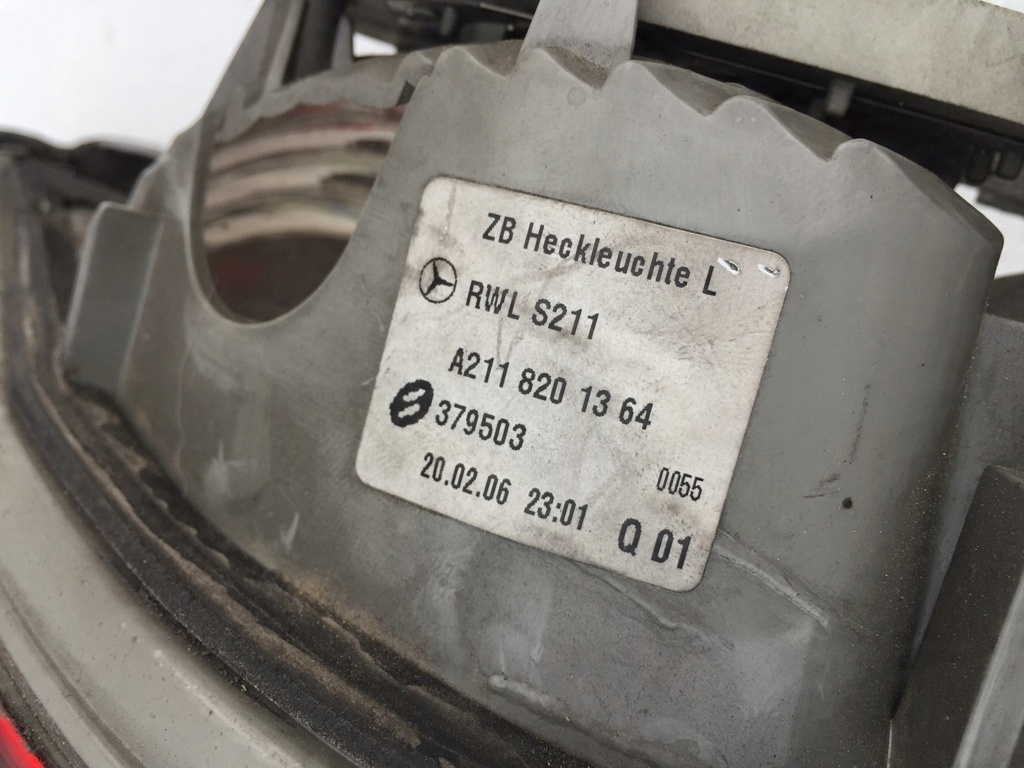 ZB Heckleuchte L
RWL S211
A211 820 13 64
379503
0055
20.02.06 23:01
Q 01